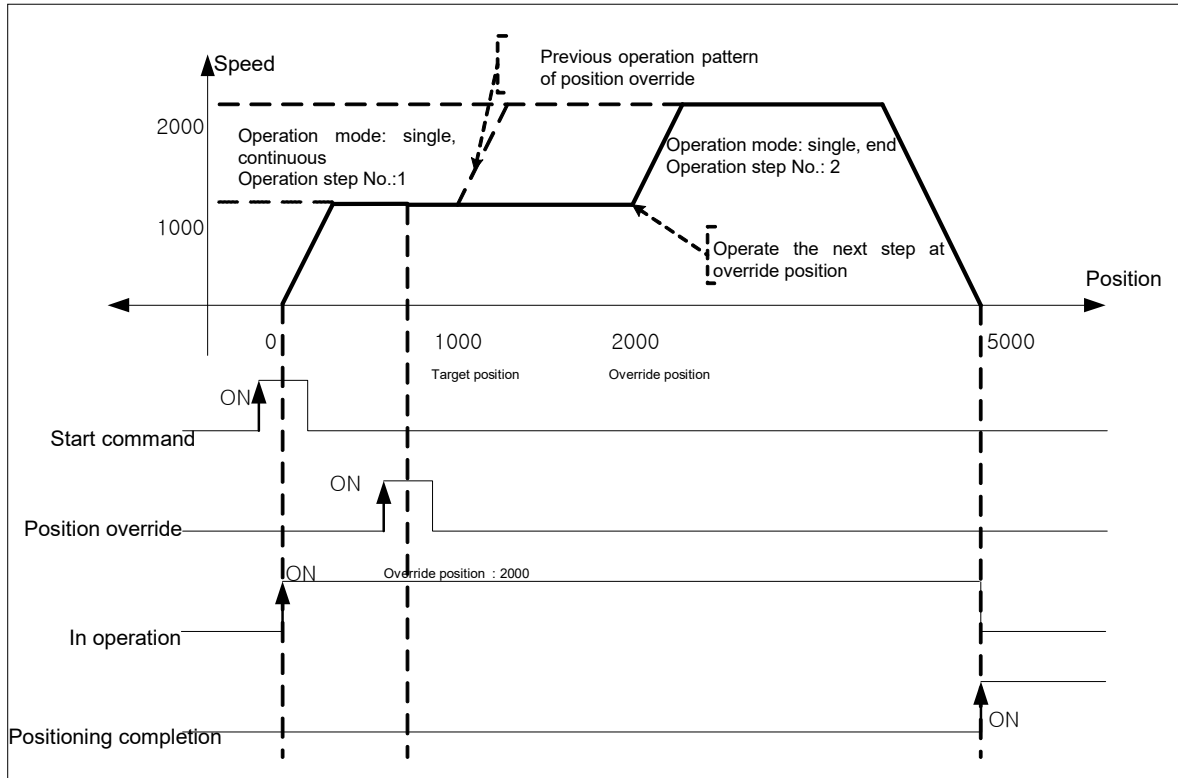 Speed
Previous operation pattern
of position override
2000
Operation mode: single,
continuous
Operation step No.:1
Operation mode: single, end
Operation step No.: 2
1000
Operate the next step at
override position
Position
0
1000
2000
5000
Target position
Override position
ON
Start command
ON
Position override
ON
Override position : 2000
In operation
ON
Positioning completion